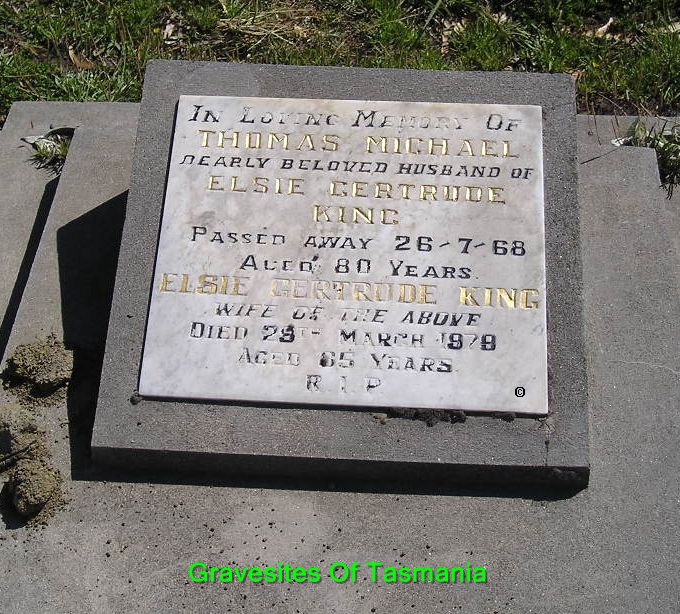 In Loving Memory Of
THOMAS MICHAEL
DEARLY BELOVED HUSBAND OF
ELSIE GERTRUDE
KING
PASSED AWAY 26-7-68
AGED 80 YEARS.
ELSIE GERTRUDE KING
WIFE OF THE ABOVE
DIED 29TH MARCH 1979
AGED 85 YEARS.
R I P
©
Gravesites Of Tasmania